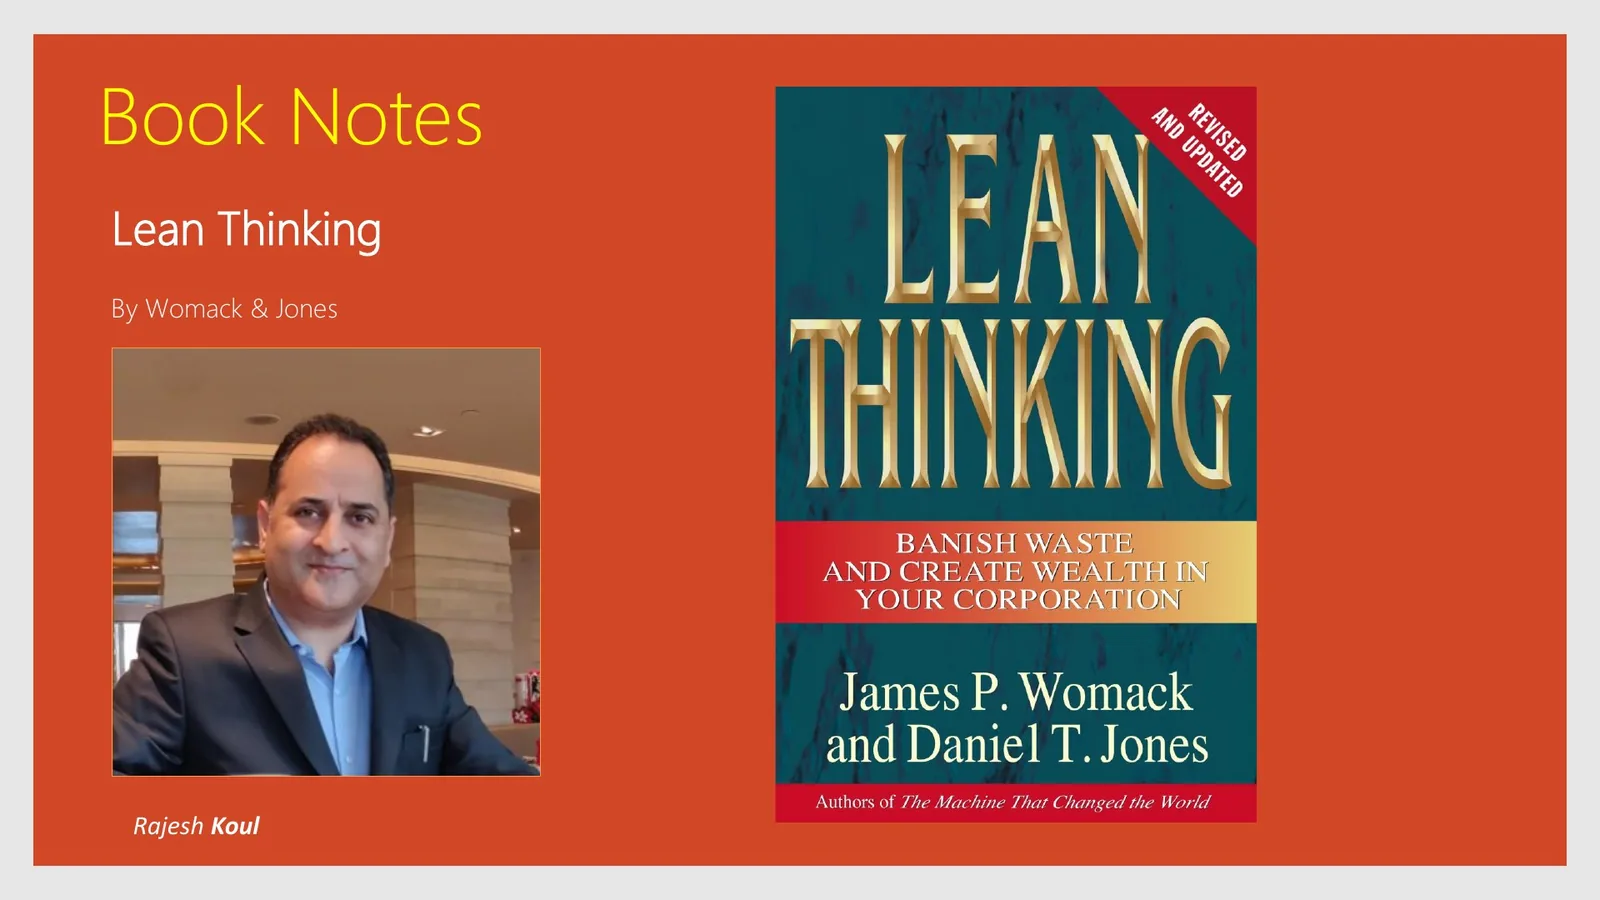 Book Notes
Lean Thinking
By Womack & Jones
Rajesh Koul
REVISED
AND UPDATED
LEAN
THINKING
BANISH WASTE
AND CREATE WEALTH IN
YOUR CORPORATION
James P. Womack
and Daniel T. Jones
Authors of The Machine That Changed the World